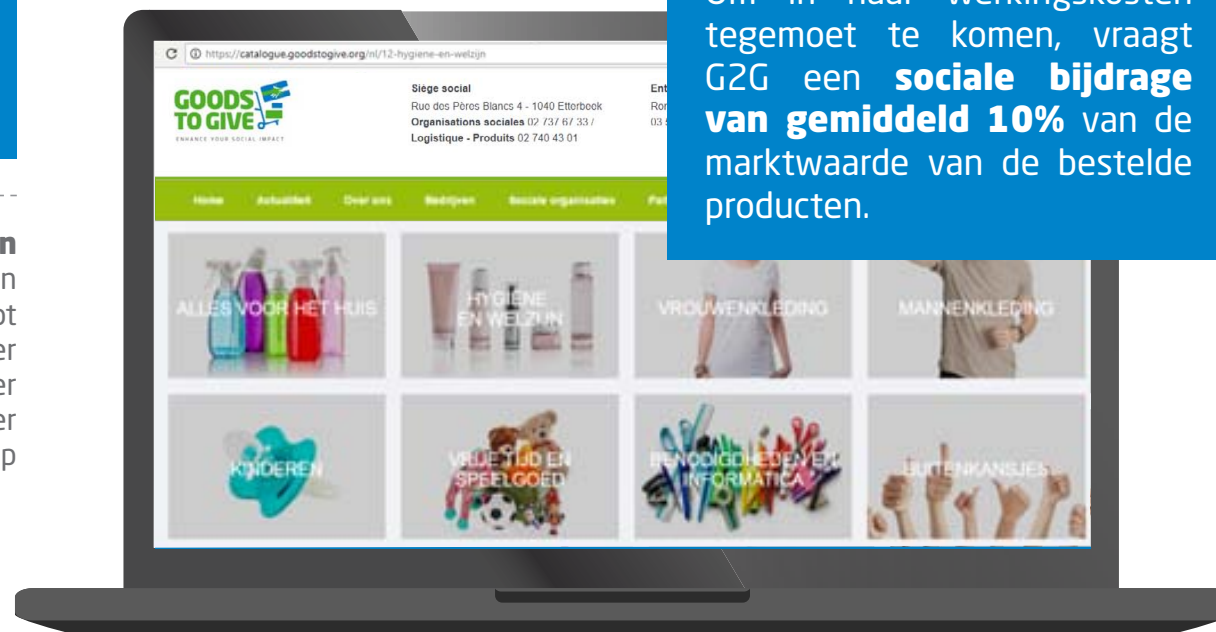 tegemoet te komen, vraagt
G2G een sociale bijdrage
van gemiddeld 10% van de
marktwaarde van de bestelde
producten.
https://catalogue.goodstogive.org/nl/12-hygiene-en-welzijn
GOODS
TO GIVE
ENHANCE YOUR SOCIAL IMPACT
Siège social
Rue des Pères Blancs 4 - 1040 Etterbeek
Organisations sociales 02 737 67 33 /
Logistique - Produits 02 740 43 01
Home Actualiteit Over ons Bedrijven Sociale organisaties
ALLES VOOR HET HUIS
HYGIENE
EN WELZIJN
VROUWENKLEDING
MANNENKLEDING
KINDEREN
VRIJE TIJD EN
SPEELGOED
BENODIGDHEDEN EN
INFORMATICA
BUITENKANSJES